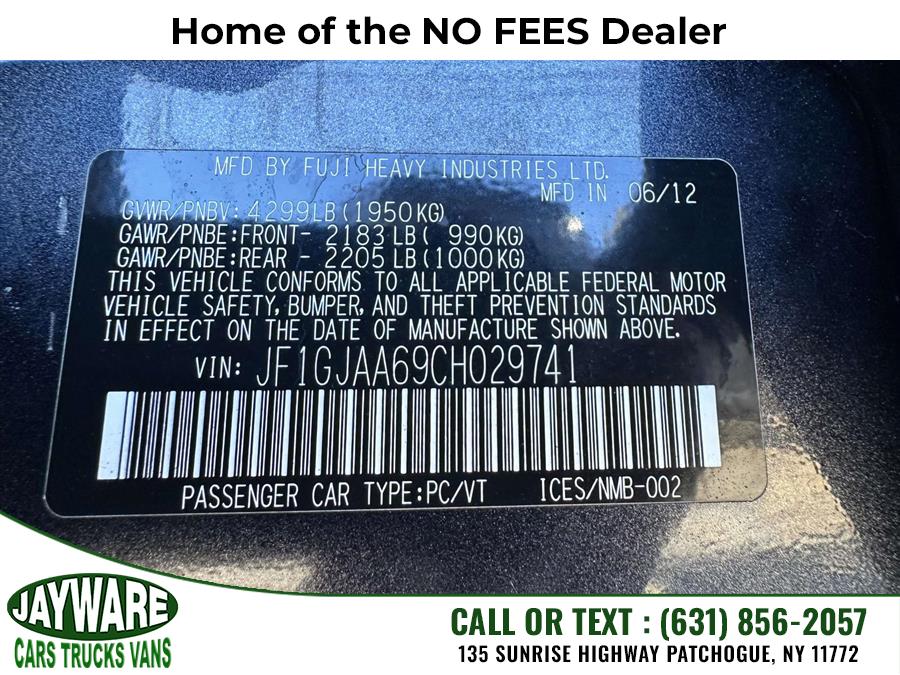 Home of the NO FEES Dealer
MFD BY FUJI HEAVY INDUSTRIES LTD.
MFD IN 06/12
GVWR/PNBV: 4299LB (1950KG)
GAWR/PNBE:FRONT- 2183 LB ( 990KG)
GAWR/PNBE:REAR - 2205 LB (1000KG)
THIS VEHICLE CONFORMS TO ALL APPLICABLE FEDERAL MOTOR
VEHICLE SAFETY, BUMPER, AND THEFT PREVENTION STANDARDS
IN EFFECT ON THE DATE OF MANUFACTURE SHOWN ABOVE.
VIN: JF1GJAA69CH029741
PASSENGER CAR TYPE:PC/VT ICES/NMB-002
JAYWARE
CARS TRUCKS VANS
CALL OR TEXT : (631) 856-2057
135 SUNRISE HIGHWAY PATCHOGUE, NY 11772